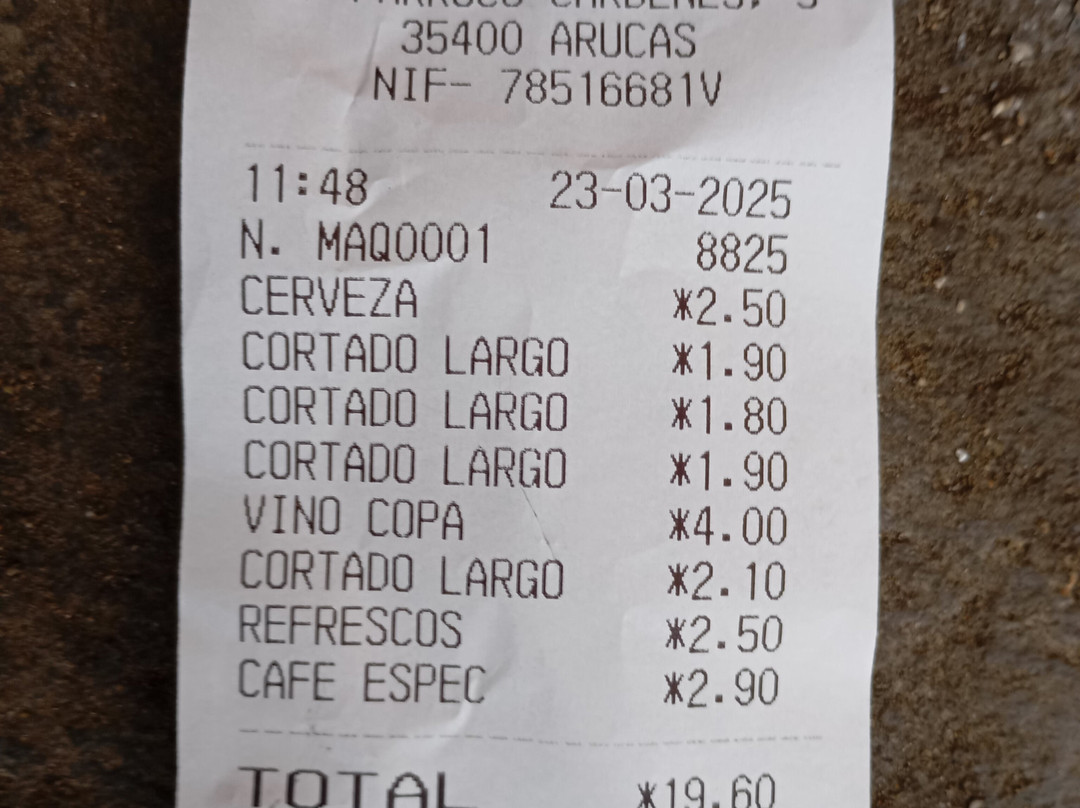 35400 ARUCAS
NIF- 78516681V
11:48 23-03-2025
N. MAQ0001 8825
CERVEZA *2.50
CORTADO LARGO *1.90
CORTADO LARGO *1.80
CORTADO LARGO *1.90
VINO COPA *4.00
CORTADO LARGO *2.10
REFRESCOS *2.50
CAFE ESPEC *2.90
TOTAL *19.60